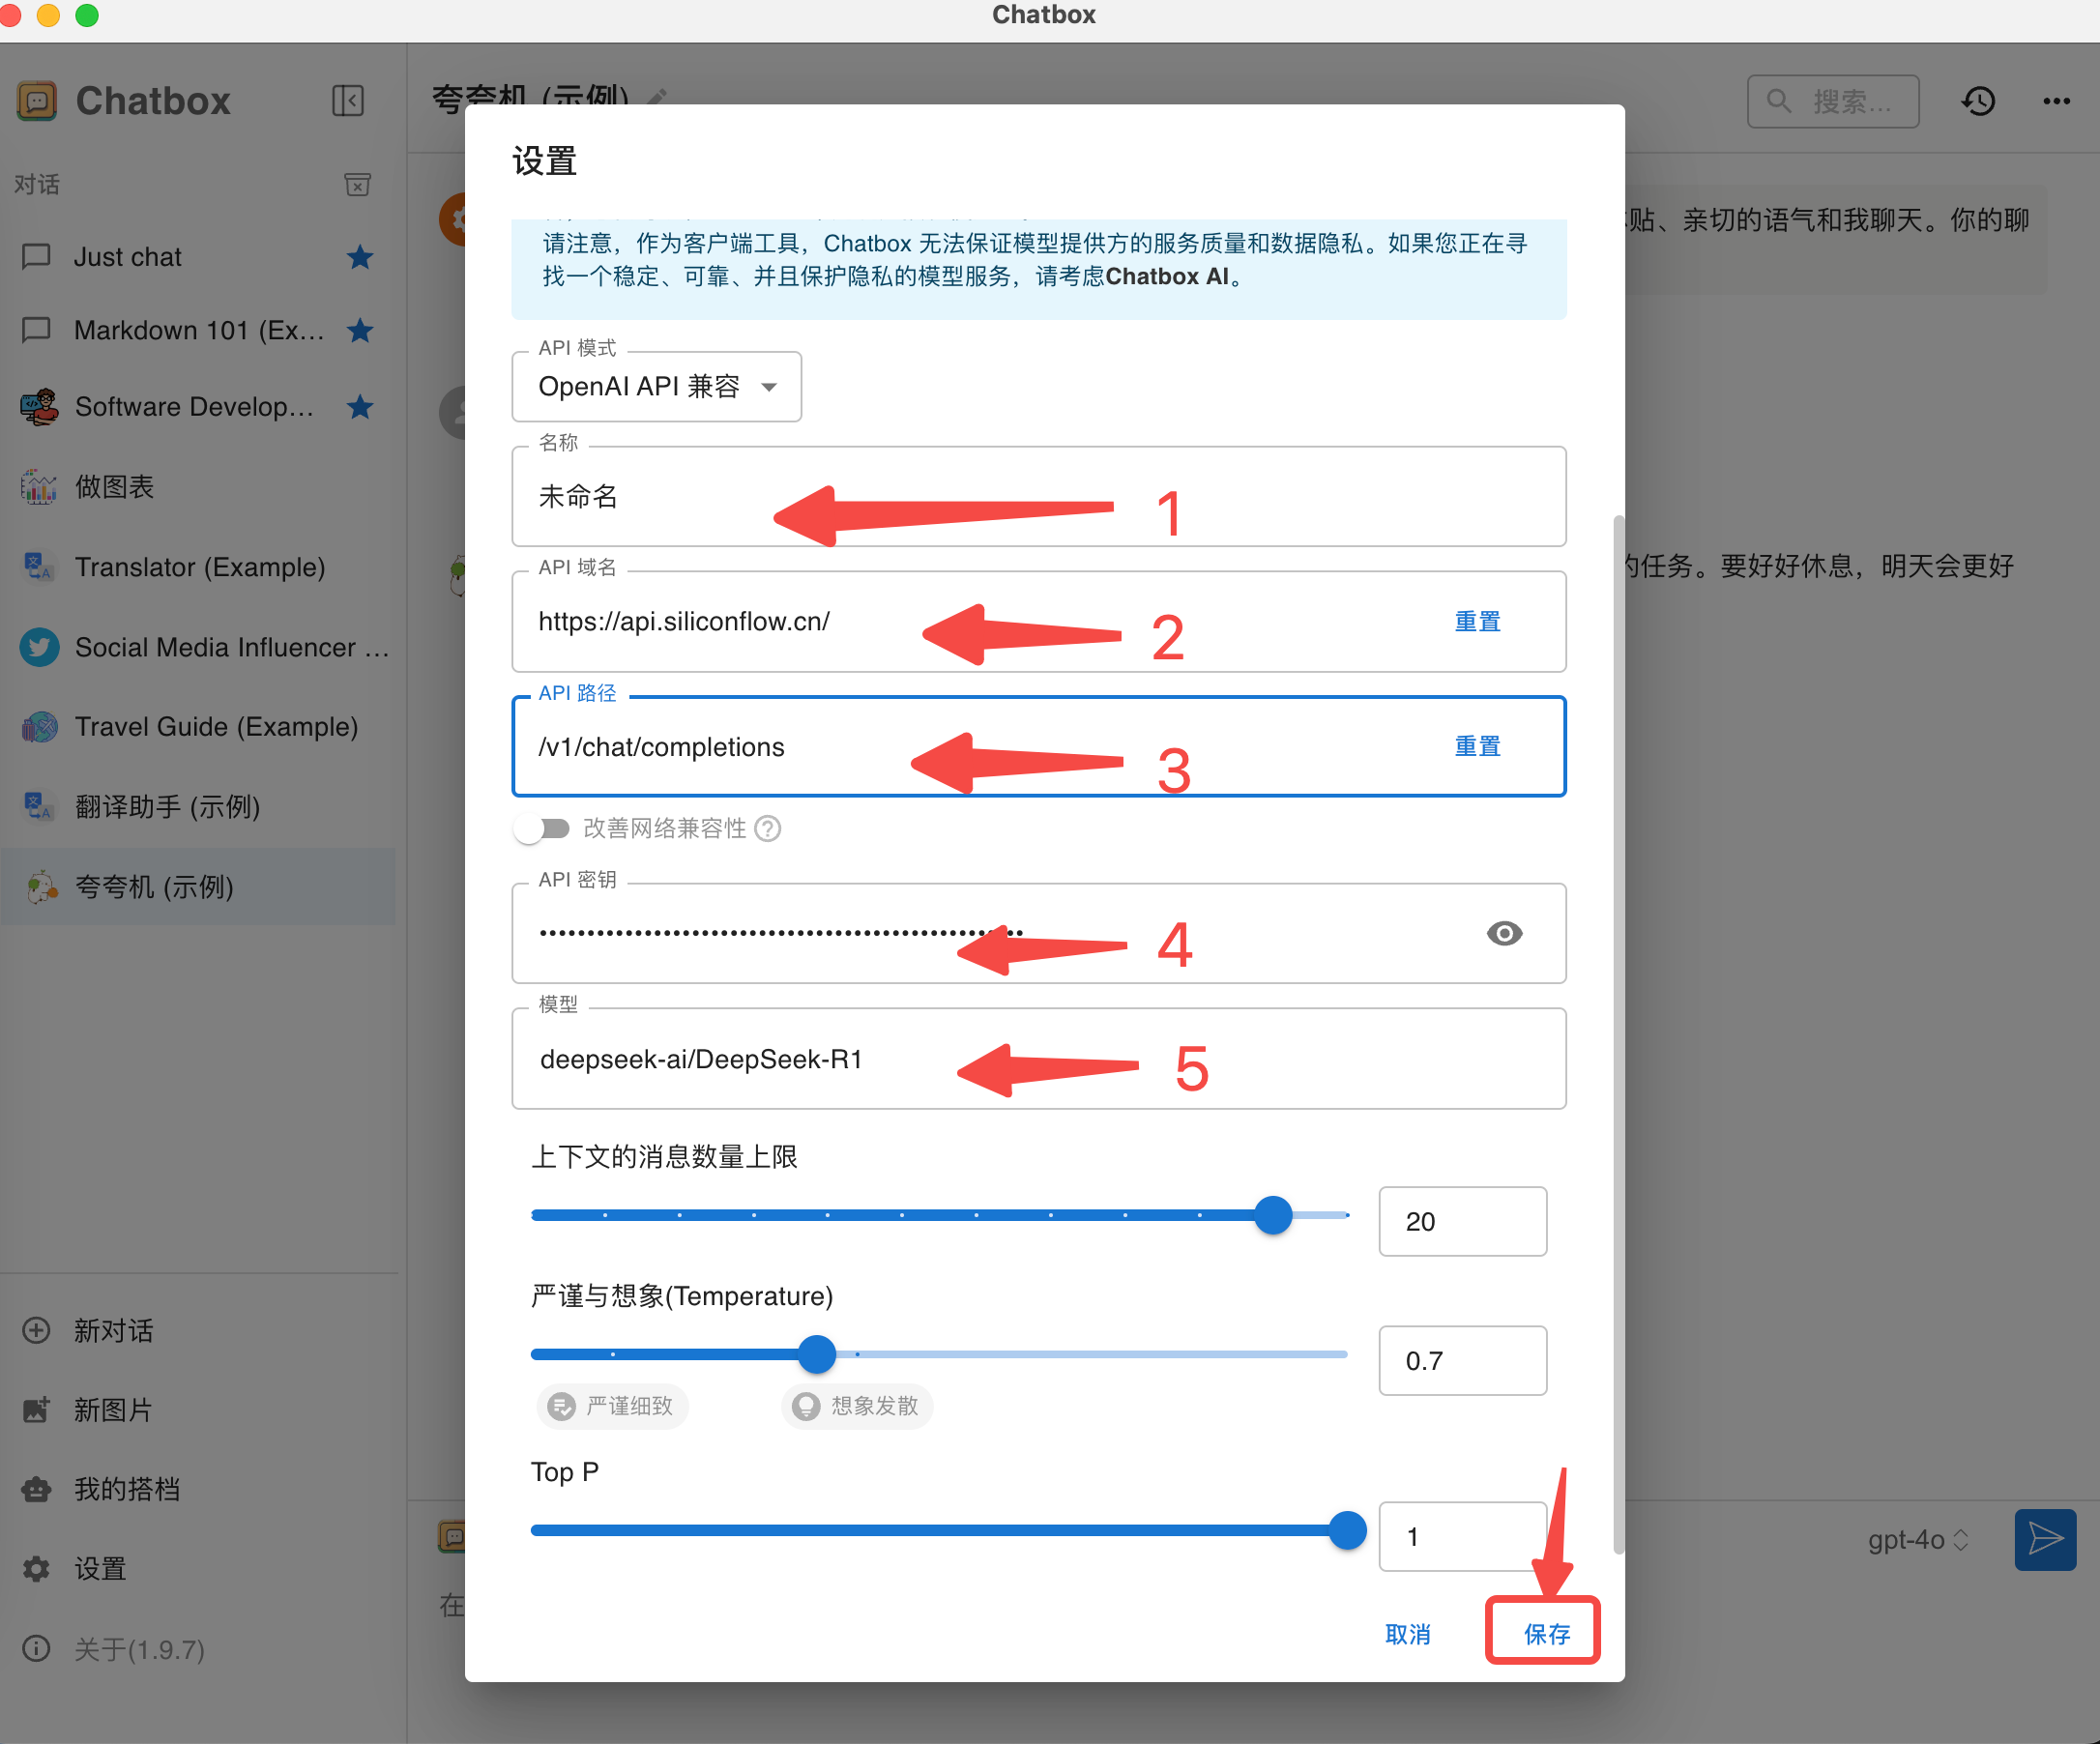 Chatbox
Chatbox
对话
Just chat
Markdown 101 (Ex...
Software Develop...
做图表
Translator (Example)
Social Media Influencer ...
Travel Guide (Example)
翻译助手 (示例)
夸夸机 (示例)
新对话
新图片
我的搭档
设置
关于(1.9.7)
夸夸机 (示例)
搜索...
贴、亲切的语气和我聊天。你的聊
的任务。要好好休息，明天会更好
设置
请注意，作为客户端工具，Chatbox 无法保证模型提供方的服务质量和数据隐私。如果您正在寻
找一个稳定、可靠、并且保护隐私的模型服务，请考虑Chatbox AI。
API 模式
OpenAI API 兼容
名称
未命名
1
API 域名
https://api.siliconflow.cn/
重置
2
API 路径
/v1/chat/completions
重置
3
改善网络兼容性
API 密钥
4
模型
deepseek-ai/DeepSeek-R1
5
上下文的消息数量上限
20
严谨与想象(Temperature)
0.7
严谨细致
想象发散
Top P
1
取消
保存
在
gpt-4o